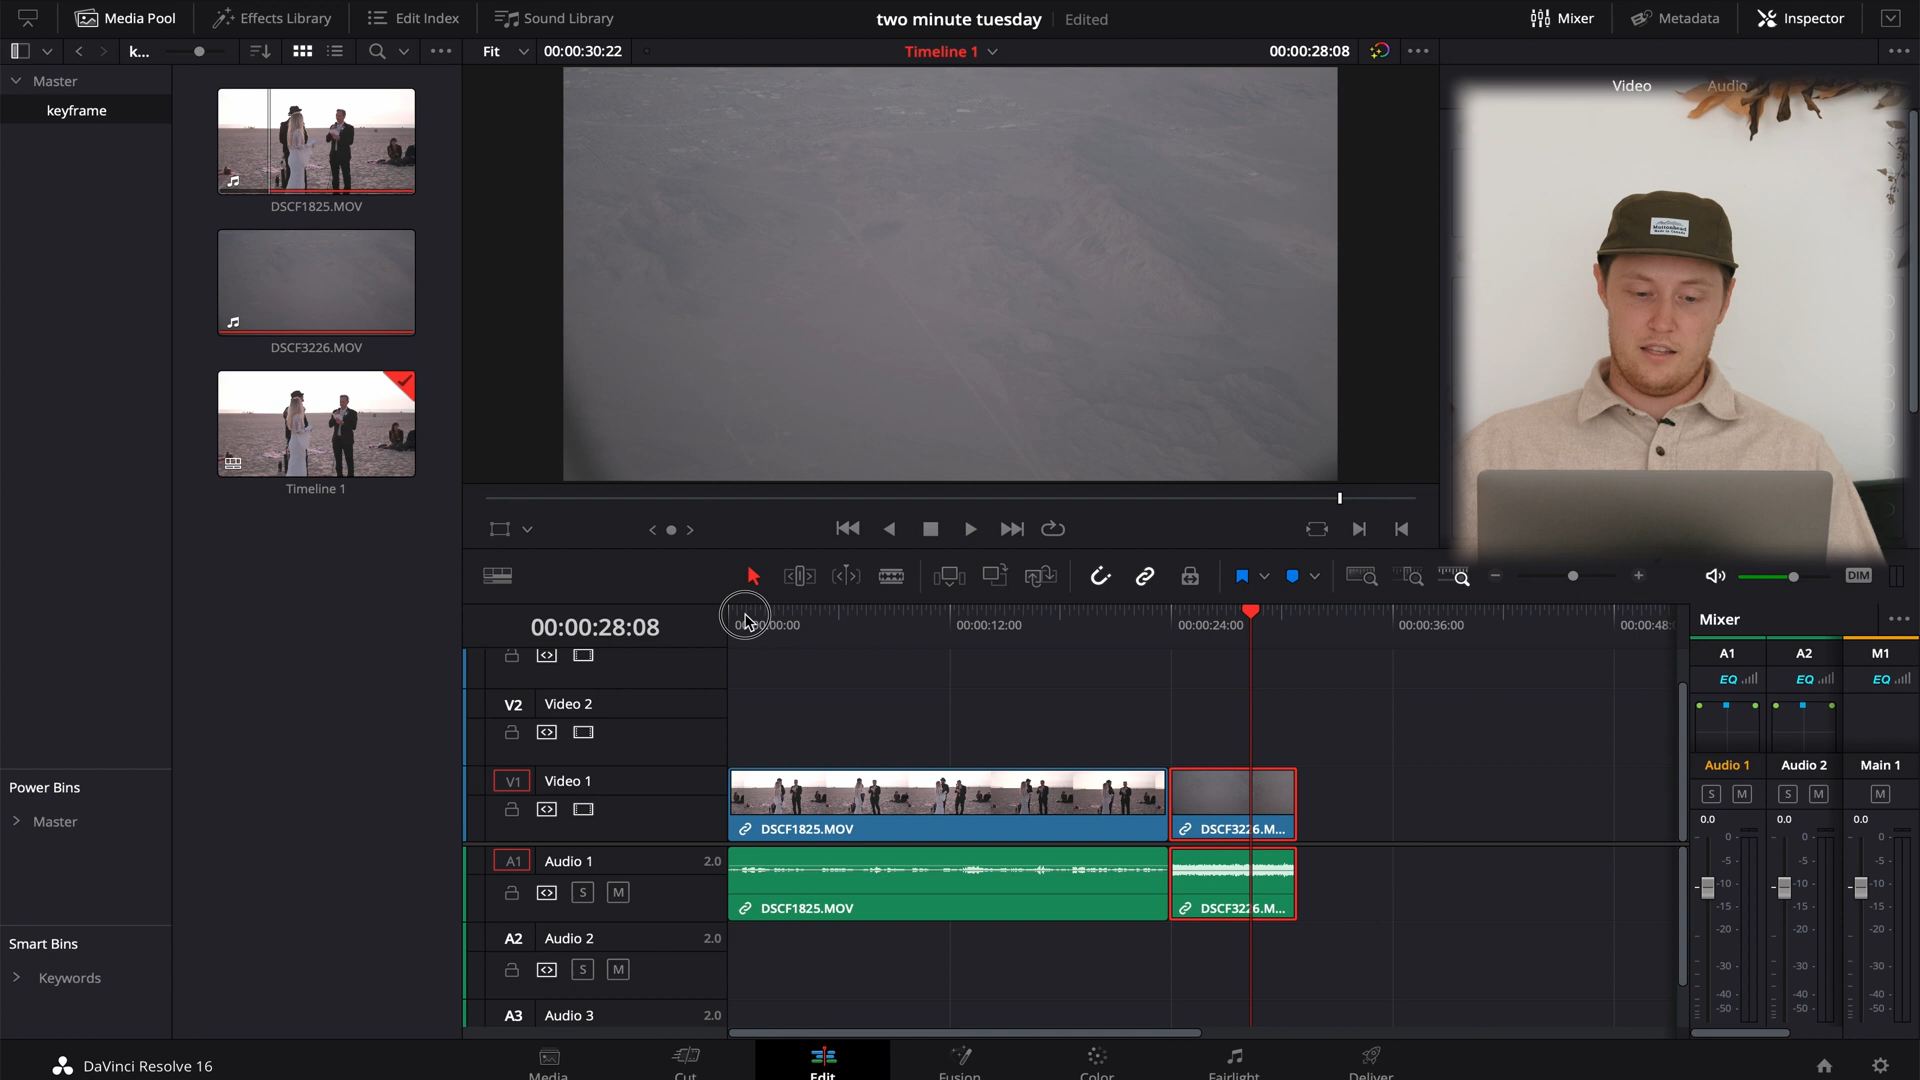 Media Pool
Effects Library
Edit Index
Sound Library
two minute tuesday
Edited
Mixer
Metadata
Inspector
k...
Fit
00:00:30:22
Timeline 1
00:00:28:08
Master
keyframe
DSCF1825.MOV
DSCF3226.MOV
Timeline 1
Video
Audio
Muttonhead
DIM
00:00:28:08
00:00:12:00
00:00:24:00
00:00:36:00
00:00:48:
V2
Video 2
V1
Video 1
DSCF1825.MOV
DSCF3226.M...
A1
Audio 1
2.0
S
M
DSCF1825.MOV
DSCF3226.M...
A2
Audio 2
2.0
S
M
A3
Audio 3
2.0
Mixer
A1
A2
M1
EQ
EQ
EQ
Audio 1
Audio 2
Main 1
S
M
S
M
M
0.0
0.0
0.0
0
-5
-10
-15
-20
-30
-40
-50
0
-5
-10
-15
-20
-30
-40
-50
0
-5
-10
-15
-20
-30
-40
-50
Power Bins
Master
Smart Bins
Keywords
DaVinci Resolve 16
Media
Cut
Edit
Fusion
Color
Fairlight
Deliver